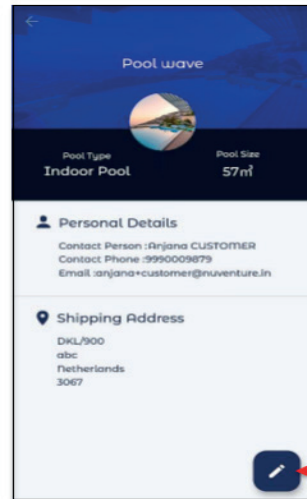 Pool wave
Pool Type
Pool Size
Indoor Pool
57m²
Personal Details
Contact Person :Anjana CUSTOMER
Contact Phone :9990009879
Email :anjana+customer@nuventure.in
Shipping Address
DKL/900
abc
Netherlands
3067